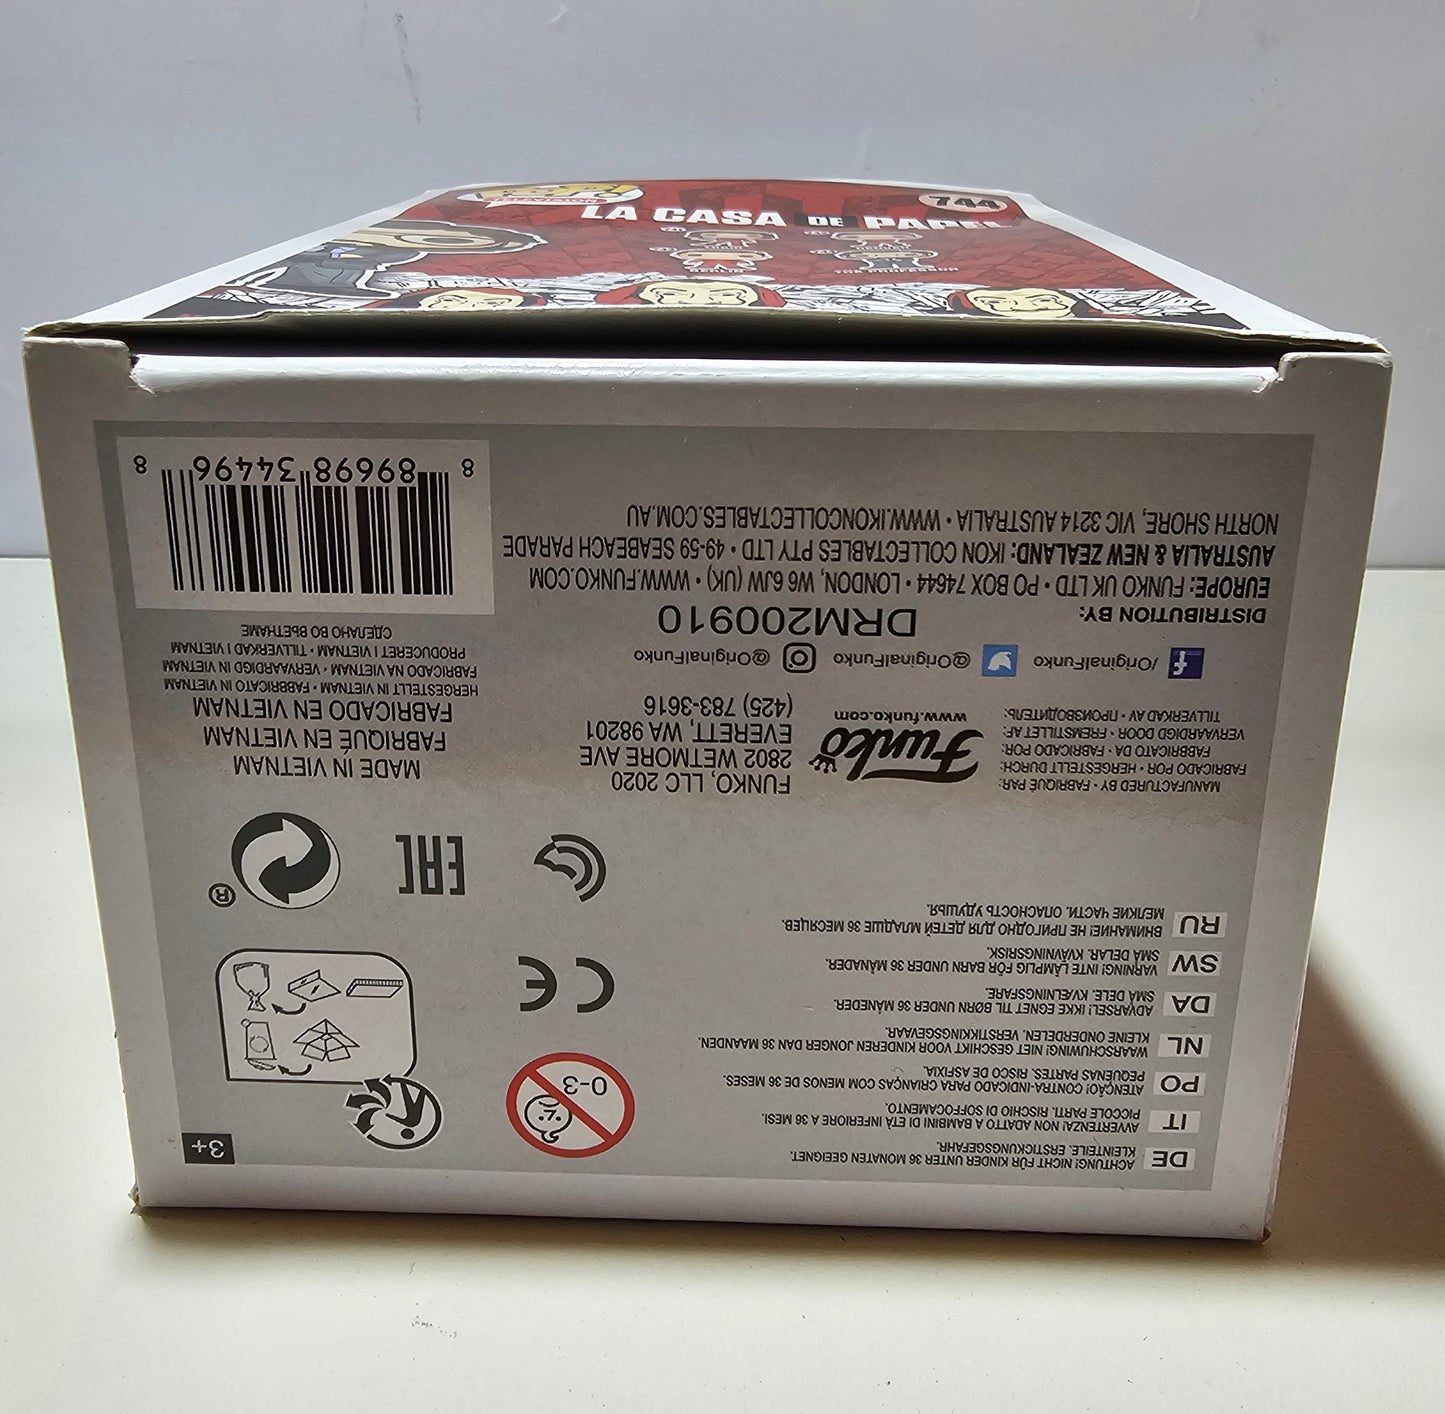 TELEVISION
744
LA CASA DE PAPEL
BERLIN
THE PROFESSOR
DE
ACHTUNG! NICHT FÜR KINDER UNTER 36 MONATEN GEEIGNET.
KLEINTEILE. ERSTICKUNGSGEFAHR.
IT
AVVERTENZA! NON ADATTO A BAMBINI DI ETÀ INFERIORE A 36 MESI.
PICCOLE PARTI. RISCHIO DI SOFFOCAMENTO.
PO
ATENÇÃO! CONTRA-INDICADO PARA CRIANÇAS COM MENOS DE 36 MESES.
PEQUENAS PARTES. RISCO DE ASFIXIA.
NL
WAARSCHUWING! NIET GESCHIKT VOOR KINDEREN JONGER DAN 36 MAANDEN.
KLEINE ONDERDELEN. VERSTIKKINGSGEVAAR.
DA
ADVARSEL! IKKE EGNET TIL BØRN UNDER 36 MÅNEDER.
SMÅ DELE. KVÆLNINGSFARE.
SW
VARNING! INTE LÄMPLIG FÖR BARN UNDER 36 MÅNADER.
SMÅ DELAR. KVÄVNINGSRISK.
RU
ВНИМАНИЕ! НЕ ПРИГОДНО ДЛЯ ДЕТЕЙ МЛАДШЕ 36 МЕСЯЦЕВ.
МЕЛКИЕ ЧАСТИ. ОПАСНОСТЬ УДУШЬЯ.
0-3
3+
CE
EAC
®
MANUFACTURED BY • FABRIQUÉ PAR:
FABRICADO POR • HERGESTELLT DURCH:
FABBRICATO DA • FABRICADO POR:
VERVAARDIGD DOOR • FREMSTILLET AF:
TILLVERKAD AV • ПРОИЗВОДИТЕЛЬ:
Funko
www.funko.com
FUNKO, LLC 2020
2802 WETMORE AVE
EVERETT, WA 98201
(425) 783-3616
/OriginalFunko
@OriginalFunko
@OriginalFunko
DRM200910
DISTRIBUTION BY:
EUROPE: FUNKO UK LTD • PO BOX 74644 • LONDON, W6 6JW (UK) • WWW.FUNKO.COM
AUSTRALIA & NEW ZEALAND: IKON COLLECTABLES PTY LTD • 49-59 SEABEACH PARADE
NORTH SHORE, VIC 3214 AUSTRALIA • WWW.IKONCOLLECTABLES.COM.AU
MADE IN VIETNAM
FABRIQUÉ EN VIETNAM
FABRICADO EN VIETNAM
HERGESTELLT IN VIETNAM • FABBRICATO IN VIETNAM
FABRICADO NA VIETNAM • VERVAARDIGD IN VIETNAM
PRODUCERET I VIETNAM • TILLVERKAD I VIETNAM
СДЕЛАНО ВО ВЬЕТНАМЕ
8 89698 34496 8